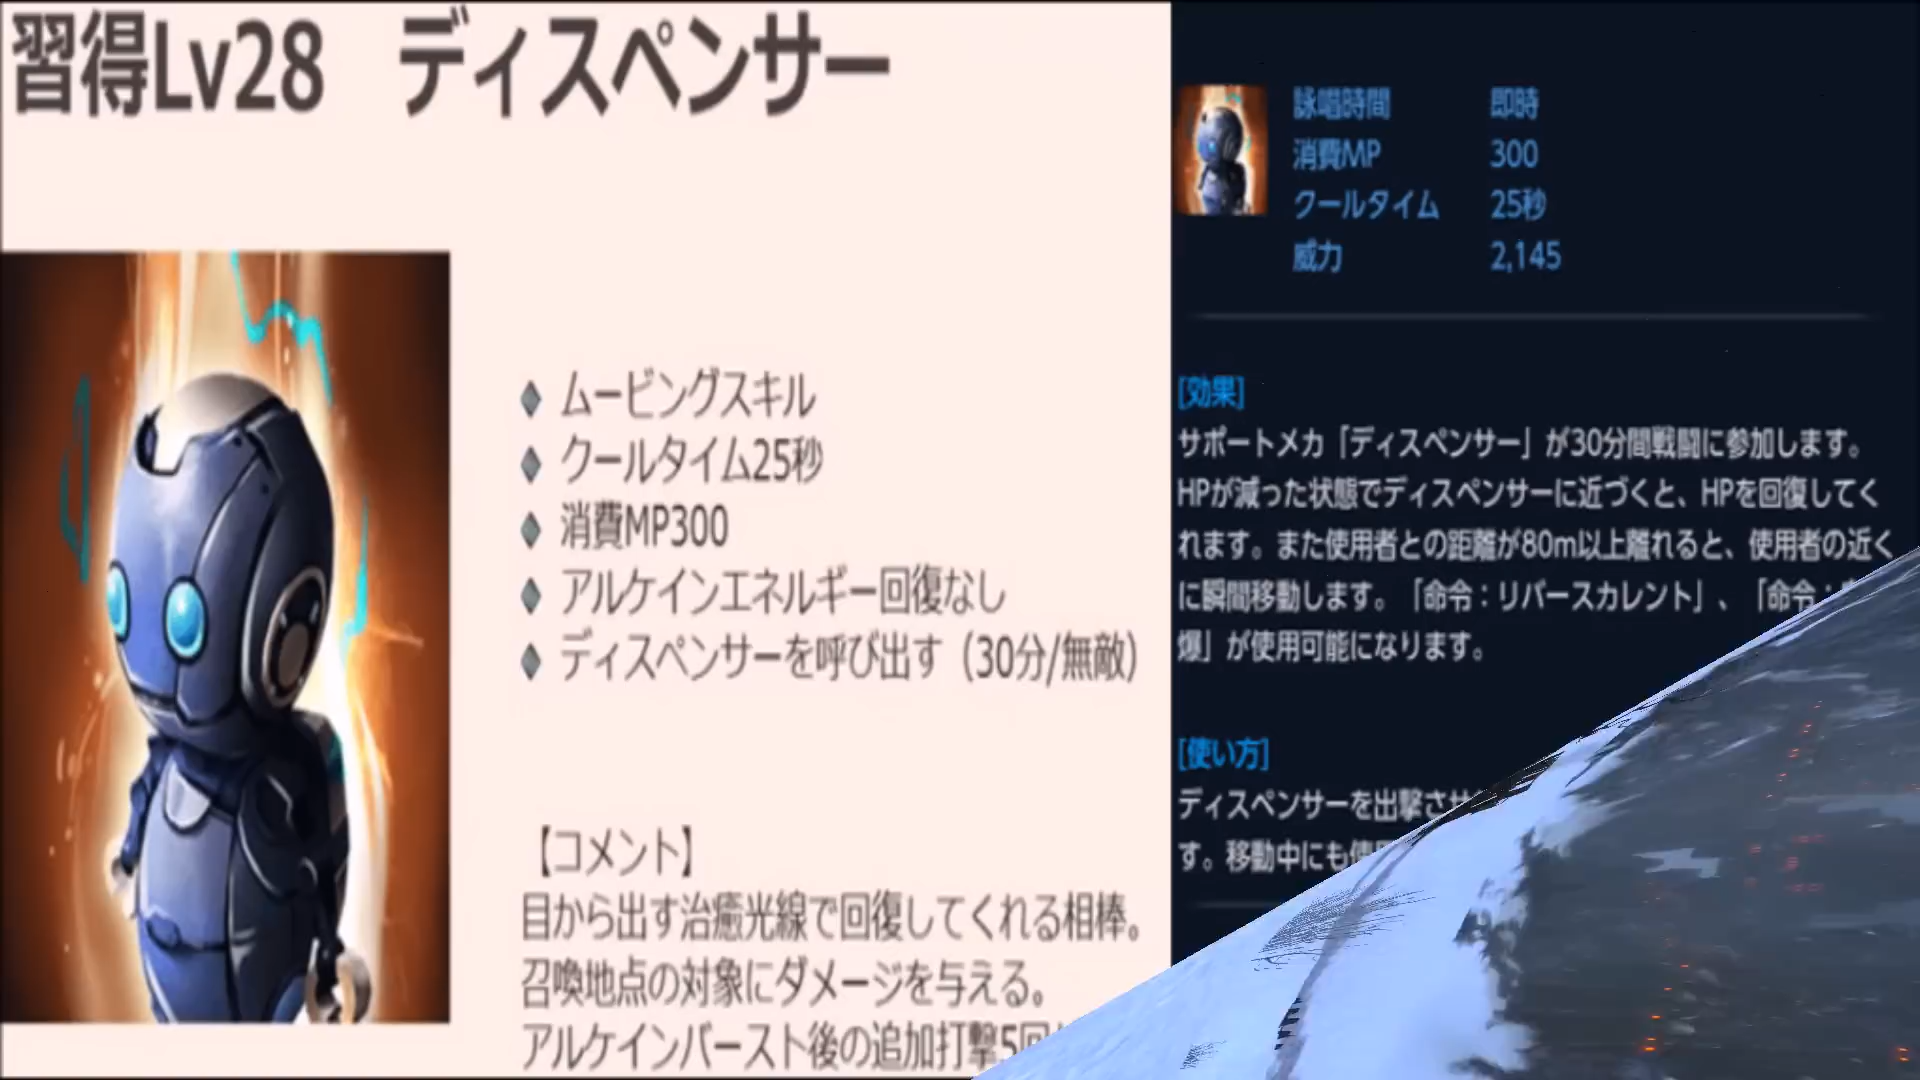 習得Lv28　ディスペンサー
ムービングスキル
クールタイム25秒
消費MP300
アルケインエネルギー回復なし
ディスペンサーを呼び出す（30分/無敵）
【コメント】
目から出す治癒光線で回復してくれる相棒。
召喚地点の対象にダメージを与える。
アルケインバースト後の追加打撃5回
詠唱時間　即時
消費MP　300
クールタイム　25秒
威力　2,145
[効果]
サポートメカ「ディスペンサー」が30分間戦闘に参加します。
HPが減った状態でディスペンサーに近づくと、HPを回復してく
れます。また使用者との距離が80m以上離れると、使用者の近く
に瞬間移動します。「命令：リバースカレント」、「命令：
爆」が使用可能になります。
[使い方]
ディスペンサーを出撃させ
す。移動中にも使